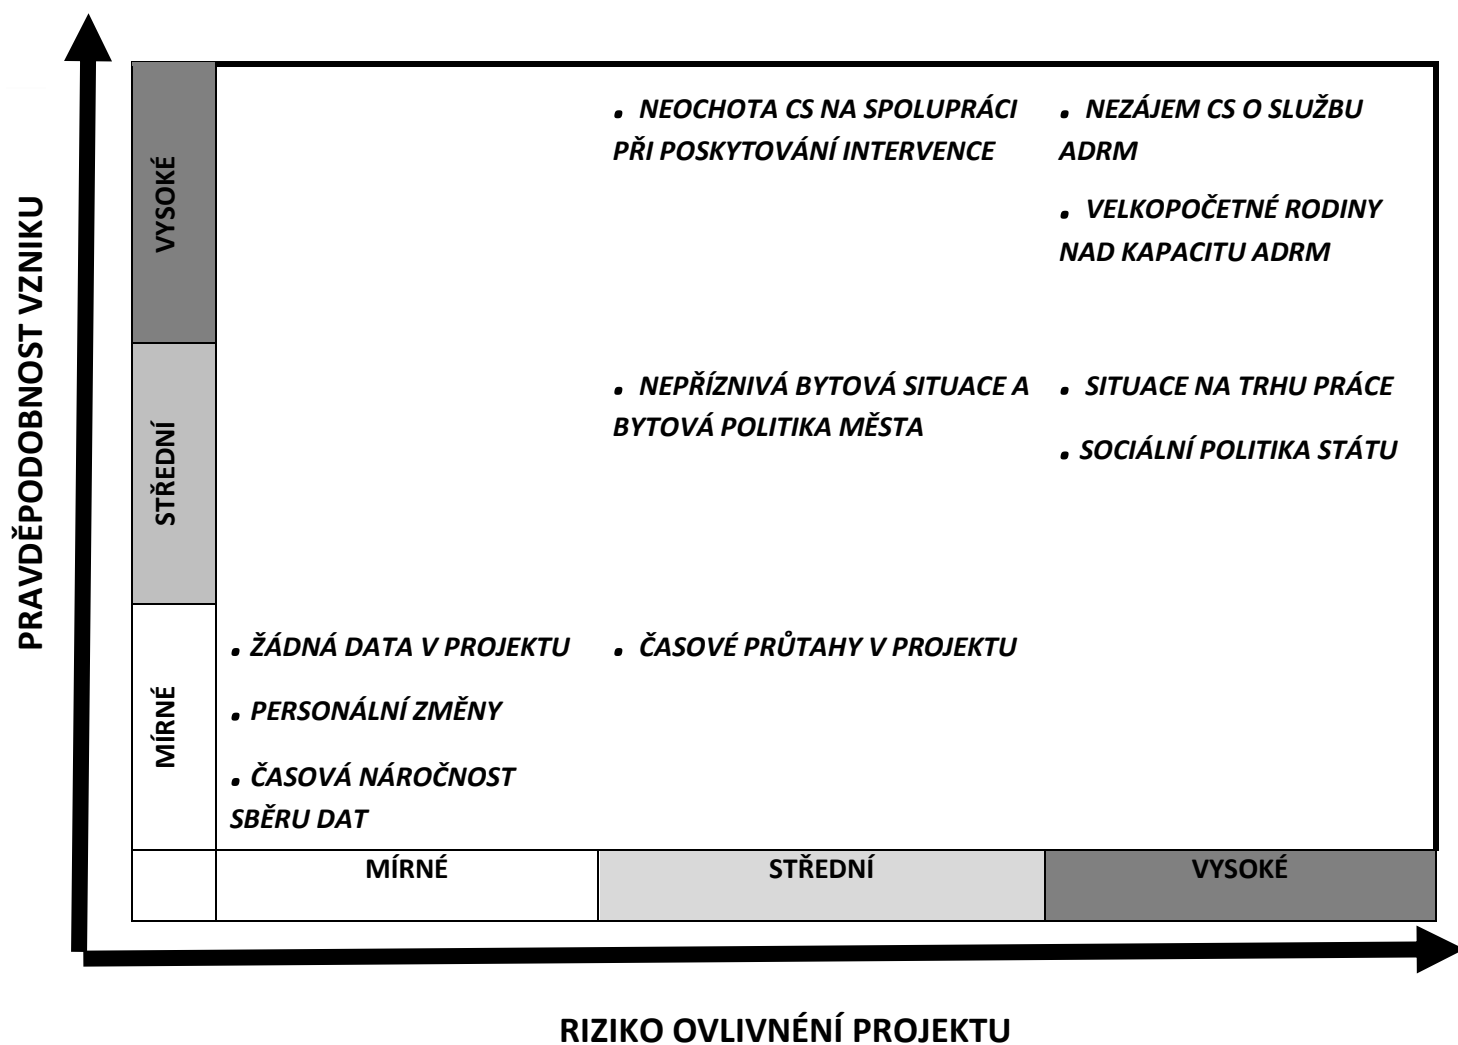 PRAVDĚPODOBNOST VZNIKU
VYSOKÉ
. NEOCHOTA CS NA SPOLUPRÁCI
PŘI POSKYTOVÁNÍ INTERVENCE
. NEZÁJEM CS O SLUŽBU
ADRM
. VELKOPOČETNÉ RODINY
NAD KAPACITU ADRM
STŘEDNÍ
. NEPŘÍZNIVÁ BYTOVÁ SITUACE A
BYTOVÁ POLITIKA MĚSTA
. SITUACE NA TRHU PRÁCE
. SOCIÁLNÍ POLITIKA STÁTU
MÍRNÉ
. ŽÁDNÁ DATA V PROJEKTU
. PERSONÁLNÍ ZMĚNY
. ČASOVÁ NÁROČNOST
SBĚRU DAT
. ČASOVÉ PRŮTAHY V PROJEKTU
MÍRNÉ
STŘEDNÍ
VYSOKÉ
RIZIKO OVLIVNÉNÍ PROJEKTU